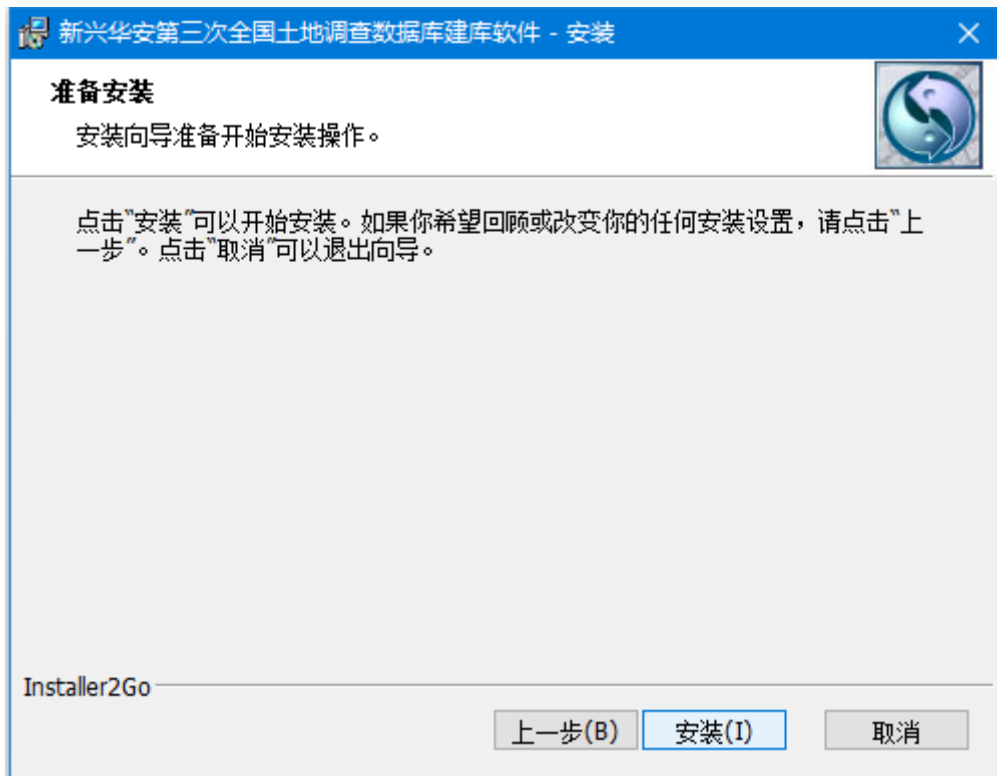 新兴华安第三次全国土地调查数据库建库软件 - 安装
准备安装
安装向导准备开始安装操作。
点击"安装"可以开始安装。如果你希望回顾或改变你的任何安装设置，请点击"上
一步"。点击"取消"可以退出向导。
Installer2Go
上一步(B) 安装(I) 取消